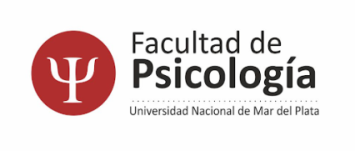 Ψ
Facultad de
Psicología
Universidad Nacional de Mar del Plata